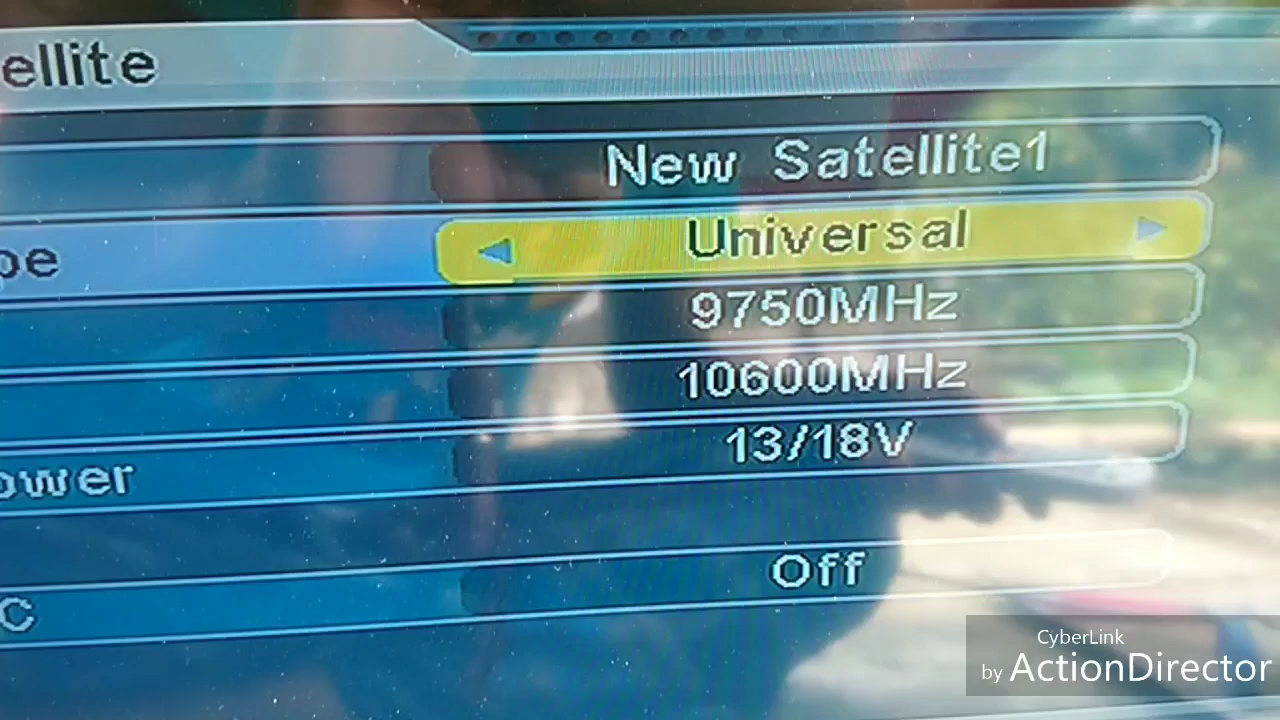 ellite
New Satellite1
pe Universal
9750MHz
10600MHz
ower 13/18V
C Off
CyberLink
by ActionDirector